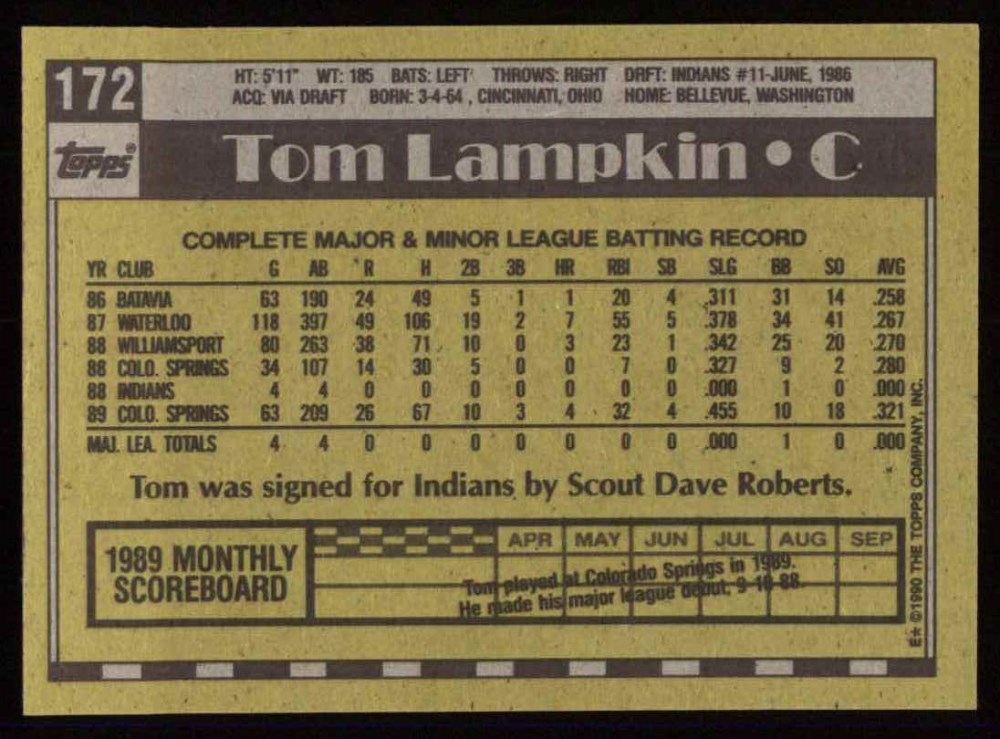 172
HT: 5'11" WT: 185 BATS: LEFT THROWS: RIGHT DRFT: INDIANS #11-JUNE, 1986
ACQ: VIA DRAFT BORN: 3-4-64 , CINCINNATI, OHIO HOME: BELLEVUE, WASHINGTON
topps®
Tom Lampkin • C
COMPLETE MAJOR & MINOR LEAGUE BATTING RECORD
YR CLUB G AB R H 2B 3B HR RBI SB SLG BB SO AVG
86 BATAVIA 63 190 24 49 5 1 1 20 4 .311 31 14 .258
87 WATERLOO 118 397 49 106 19 2 7 55 5 .378 34 41 .267
88 WILLIAMSPORT 80 263 38 71 10 0 3 23 1 .342 25 20 .270
88 COLO. SPRINGS 34 107 14 30 5 0 0 7 0 .327 9 2 .280
88 INDIANS 4 4 0 0 0 0 0 0 0 .000 1 0 .000
89 COLO. SPRINGS 63 209 26 67 10 3 4 32 4 .455 10 18 .321
MAJ. LEA. TOTALS 4 4 0 0 0 0 0 0 0 .000 1 0 .000
Tom was signed for Indians by Scout Dave Roberts.
1989 MONTHLY
SCOREBOARD
APR MAY JUN JUL AUG SEP
Tom played at Colorado Springs in 1989.
He made his major league debut, 9-10-88.
E* ©1990 THE TOPPS COMPANY, INC.